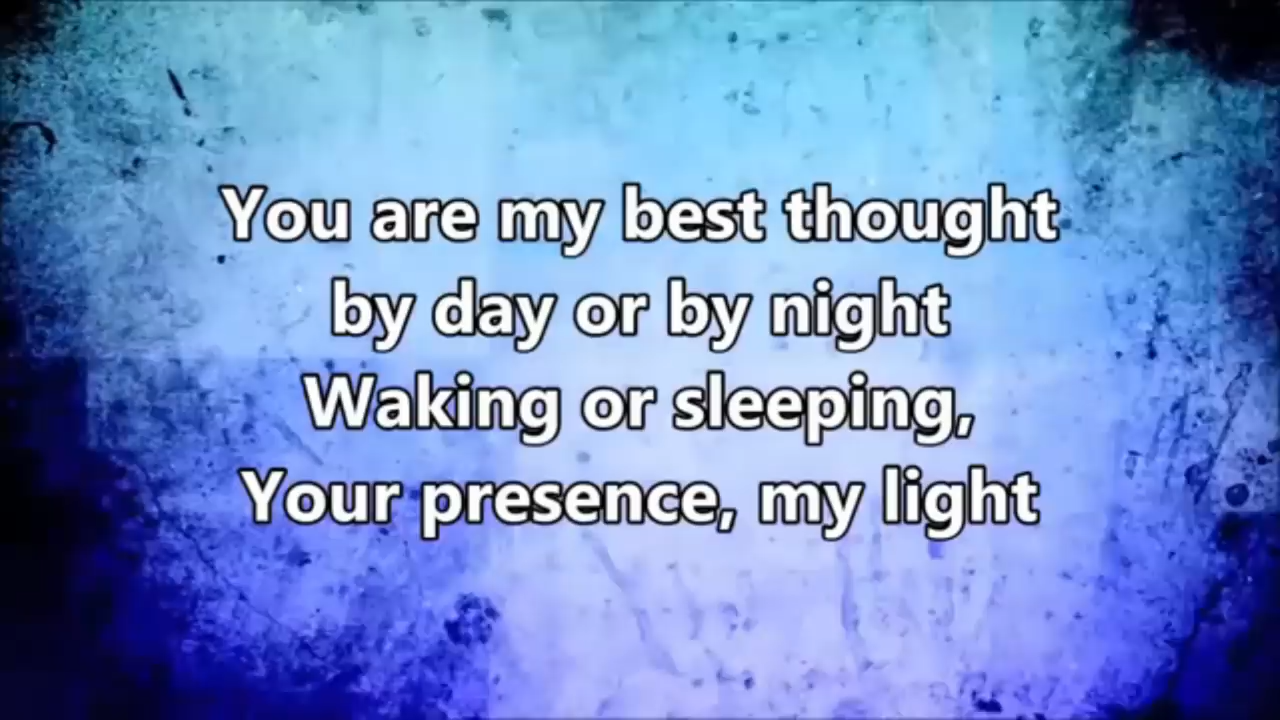 You are my best thought
by day or by night
Waking or sleeping,
Your presence, my light